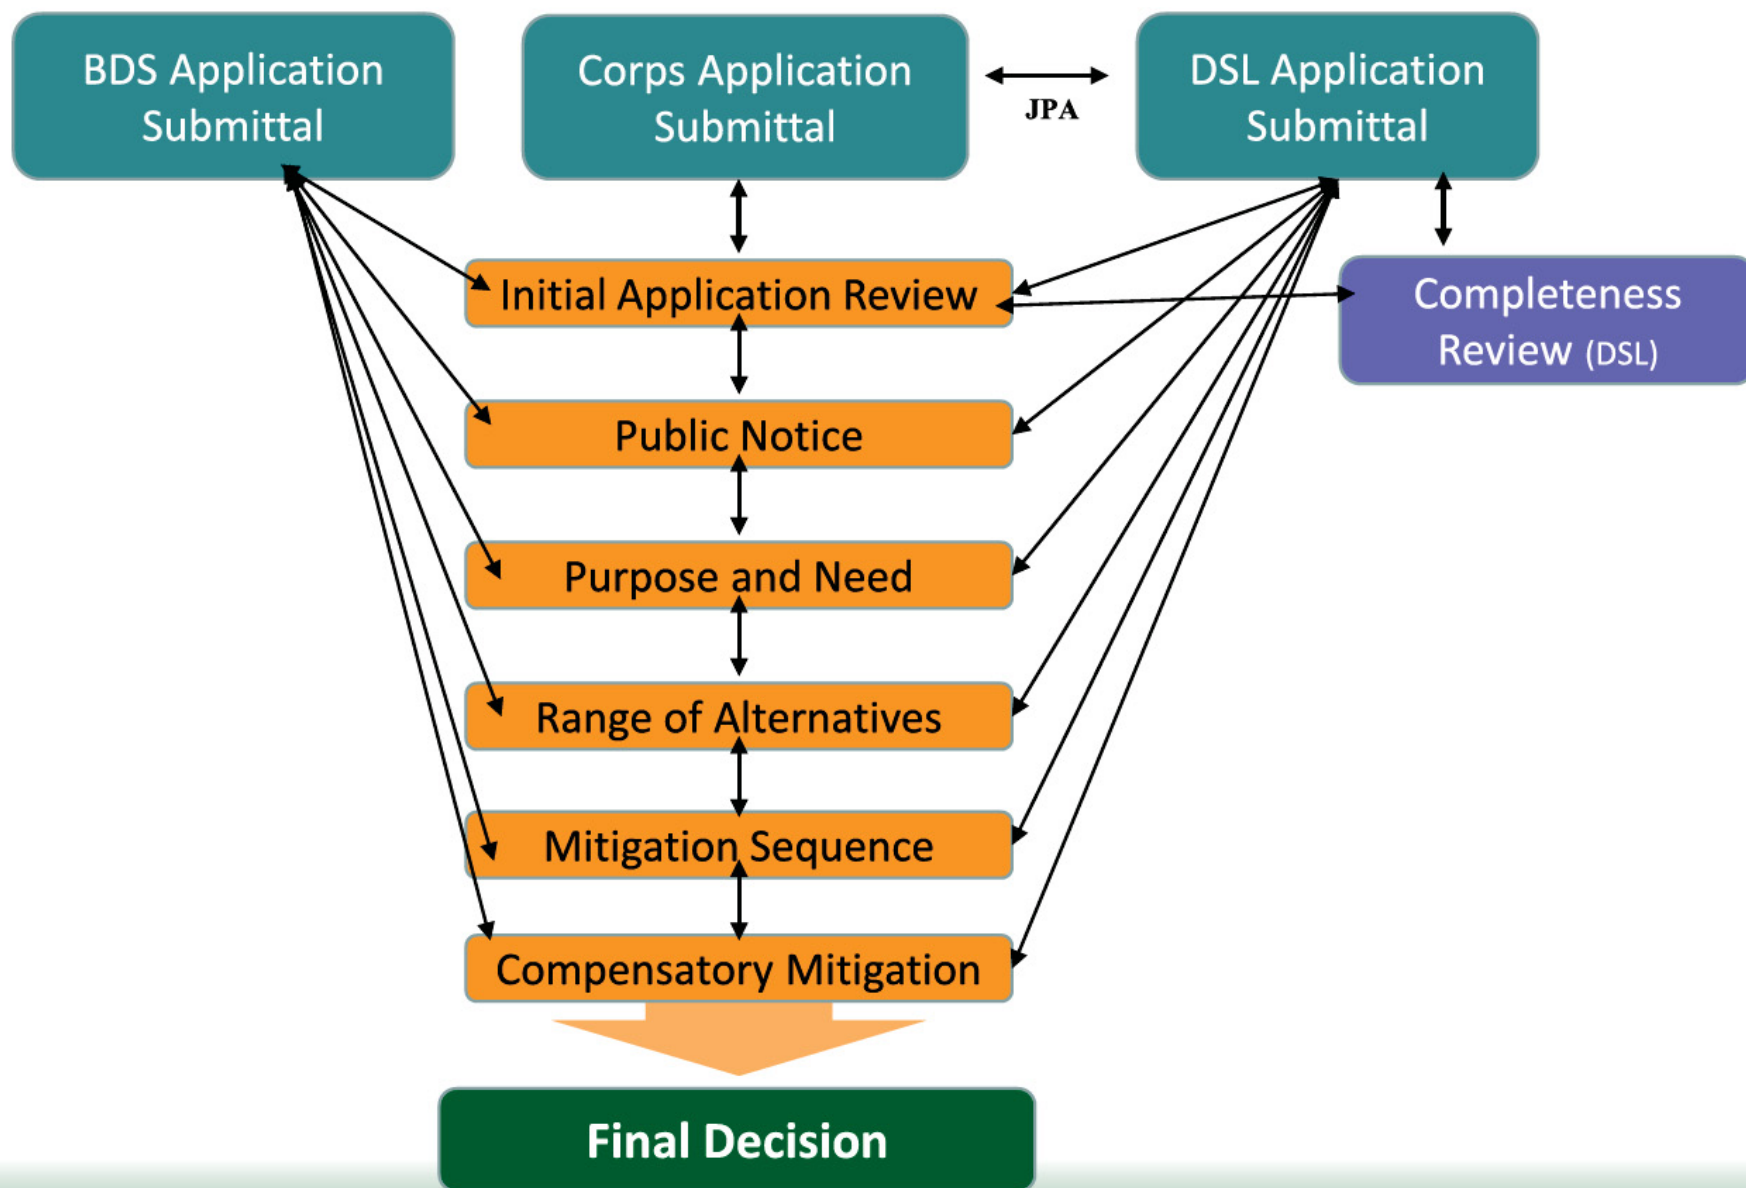 BDS Application
Submittal
Corps Application
Submittal
JPA
DSL Application
Submittal
Initial Application Review
Completeness
Review (DSL)
Public Notice
Purpose and Need
Range of Alternatives
Mitigation Sequence
Compensatory Mitigation
Final Decision